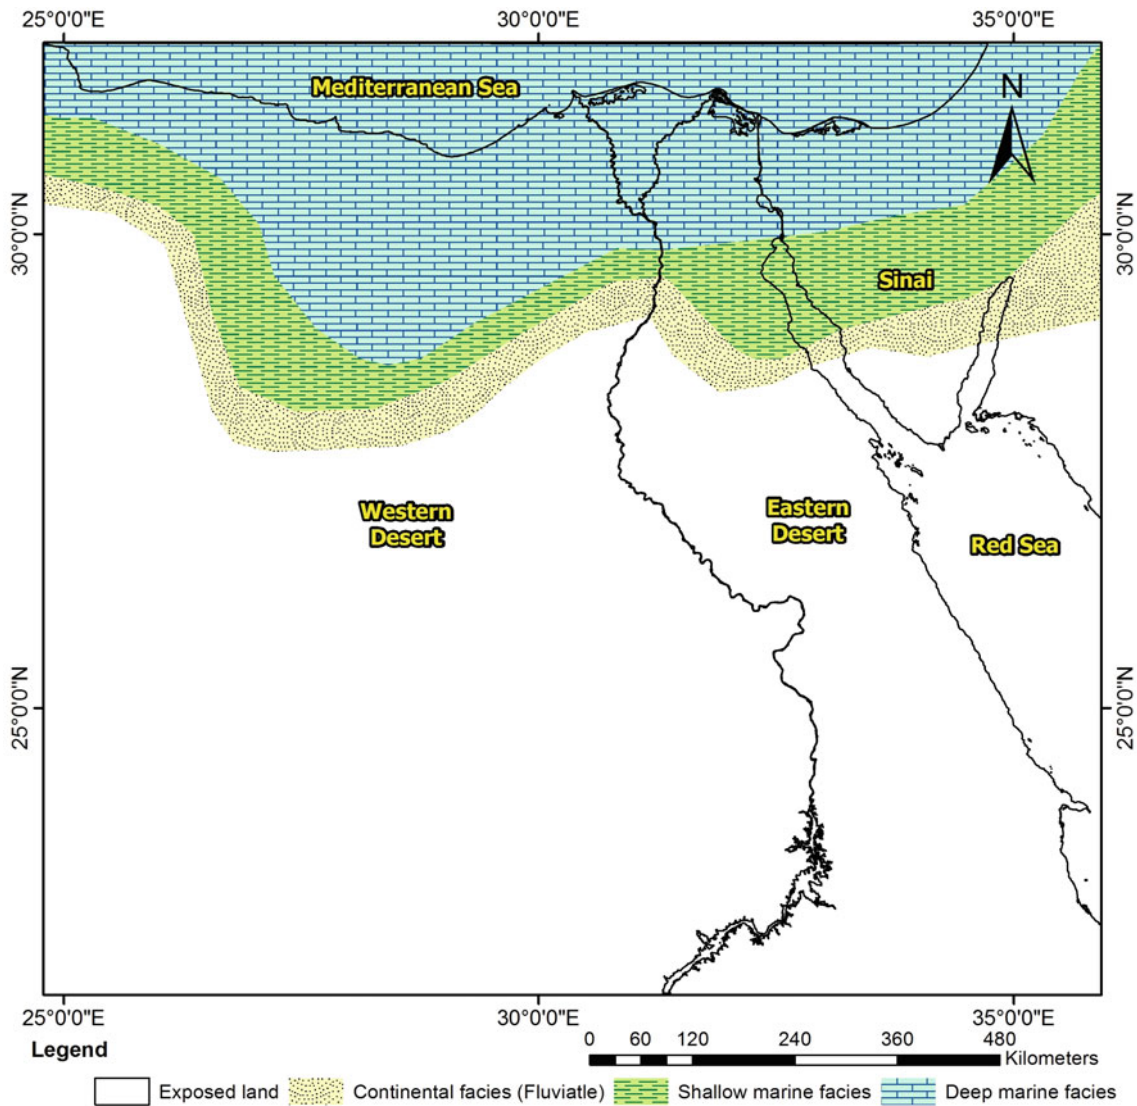 25°0'0"E 30°0'0"E 35°0'0"E
Mediterranean Sea
N
30°0'0"N 30°0'0"N
Sinai
Western
Desert
Eastern
Desert
Red Sea
25°0'0"N 25°0'0"N
25°0'0"E 30°0'0"E 35°0'0"E
Legend
0 60 120 240 360 480
Kilometers
Exposed land Continental facies (Fluviatle) Shallow marine facies Deep marine facies